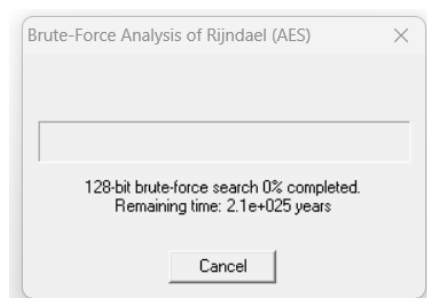 Brute-Force Analysis of Rijndael (AES)
128-bit brute-force search 0% completed.
Remaining time: 2.1e+025 years
Cancel